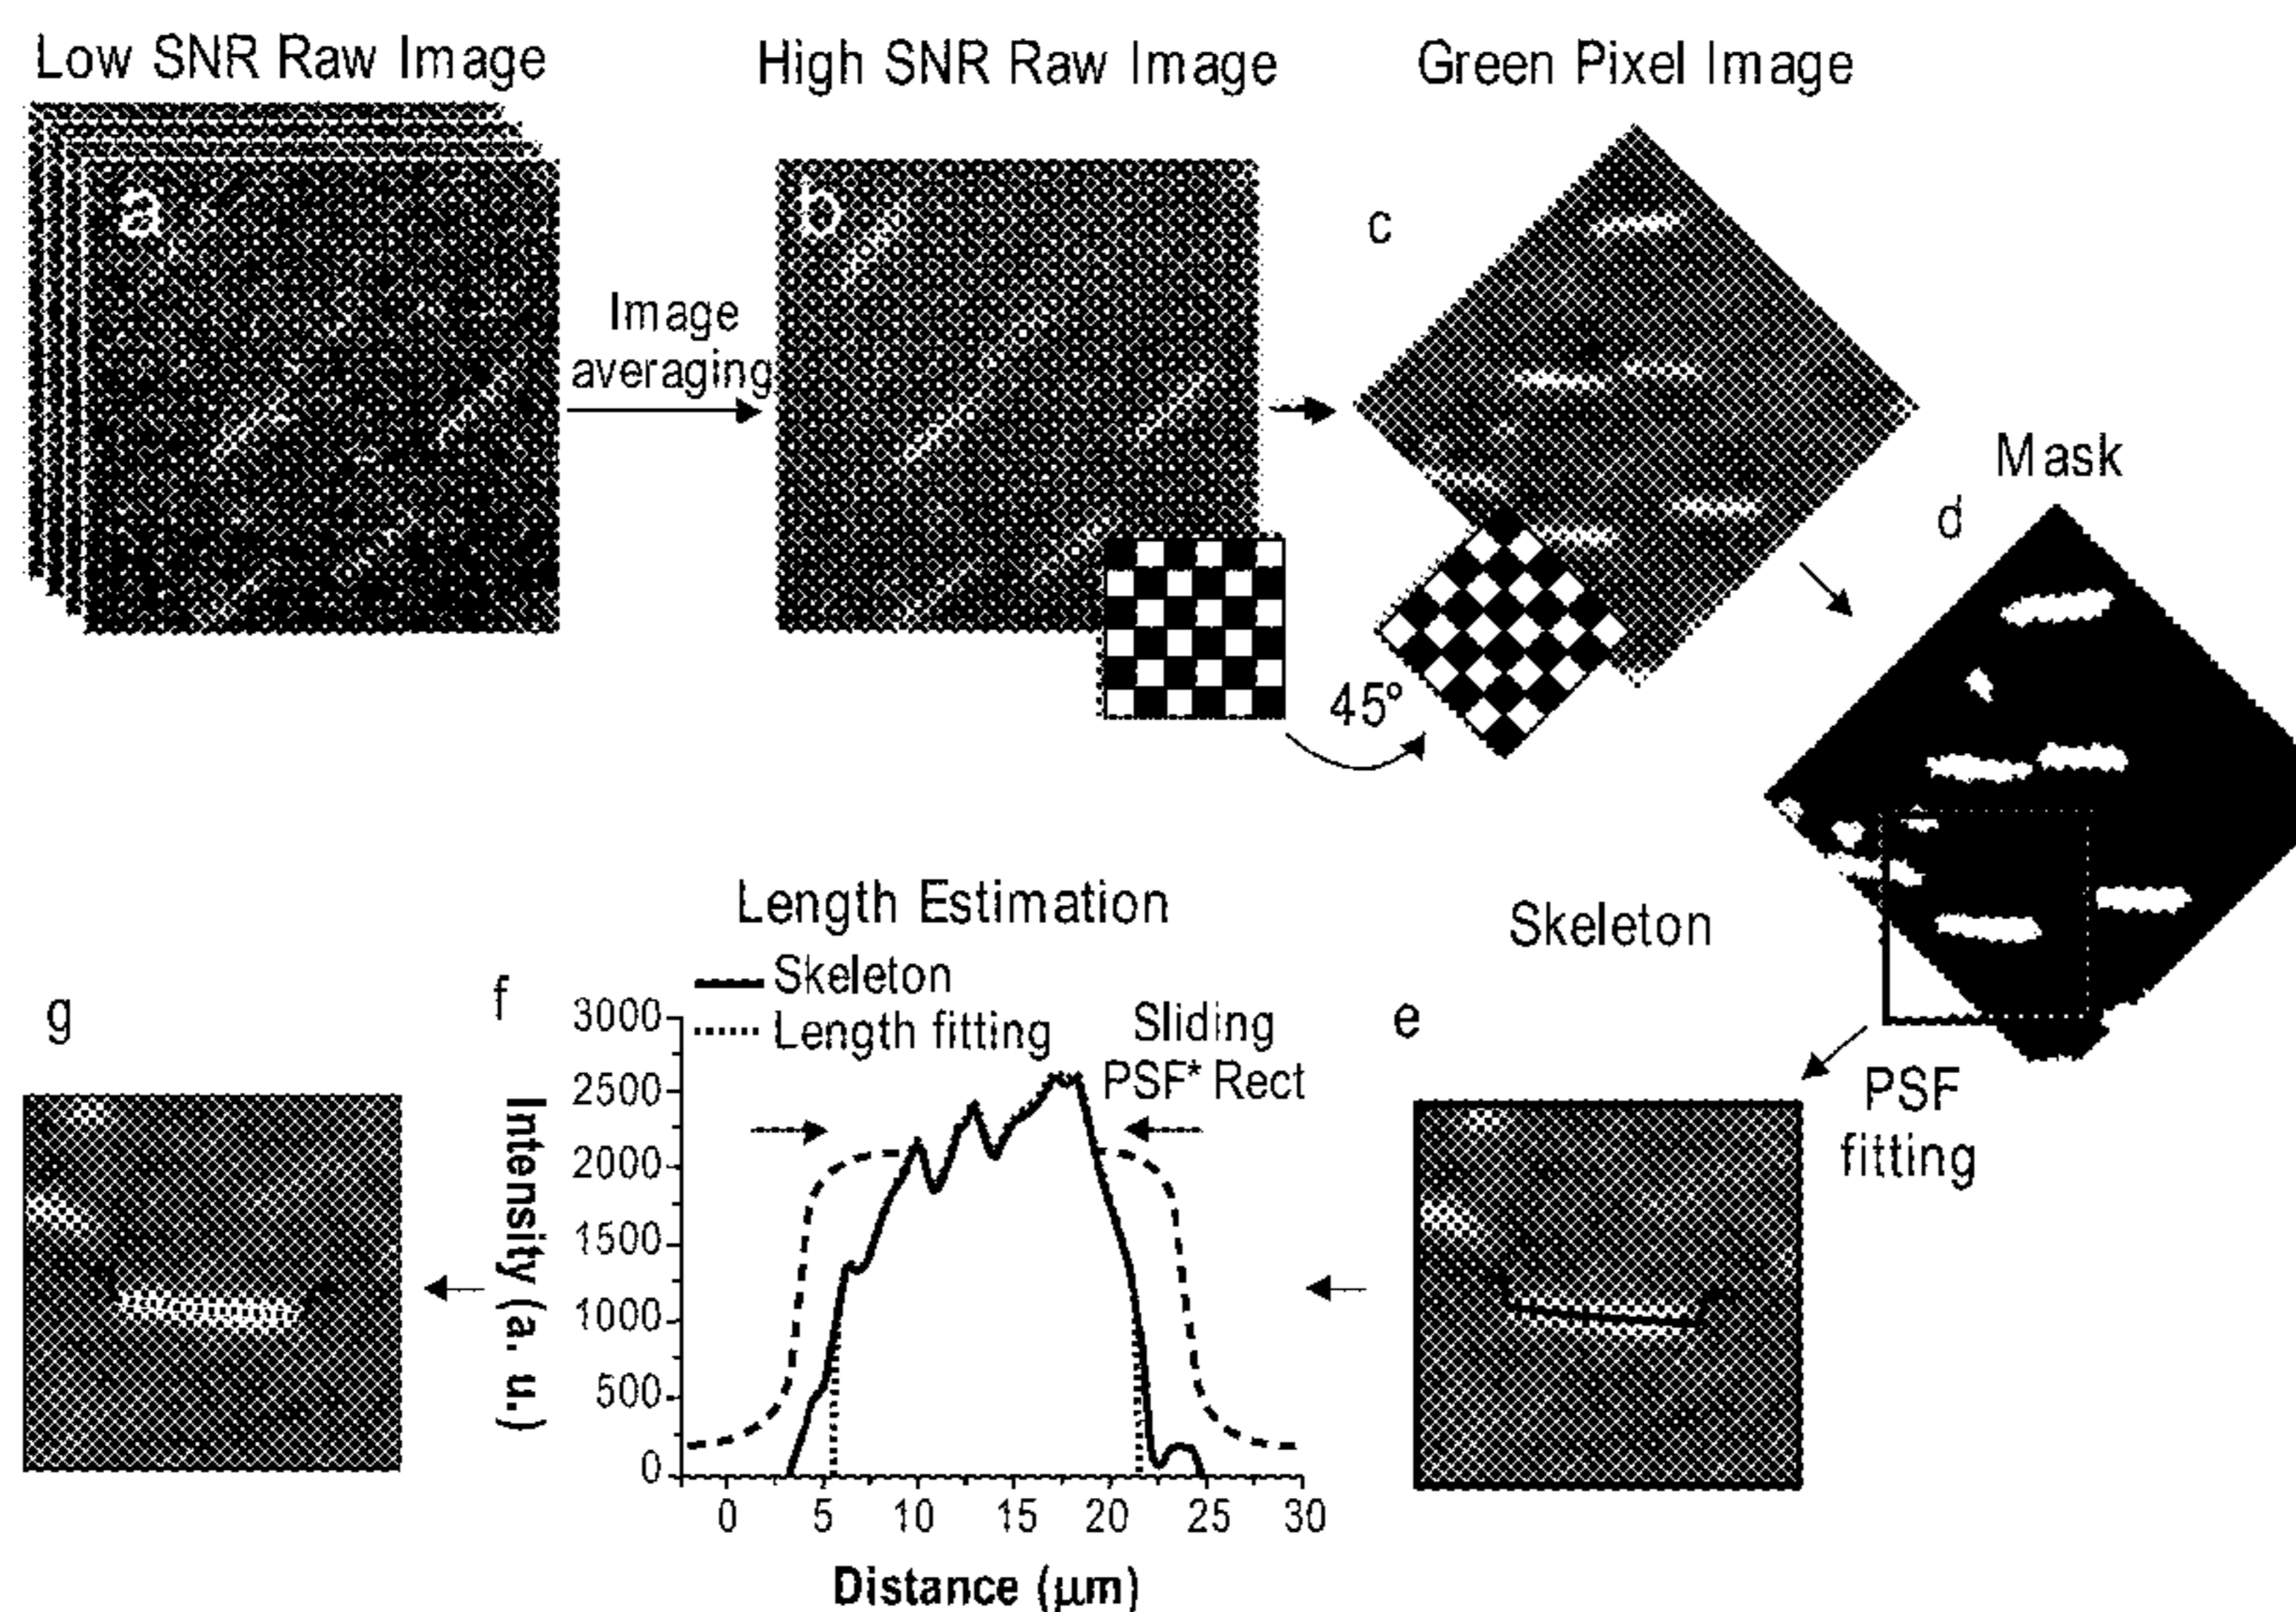 Low SNR Raw Image
High SNR Raw Image
Green Pixel Image
a
b
c
Image
averaging
Mask
d
45º
Length Estimation
Skeleton
g
f
Skeleton
Length fitting
Sliding
PSF* Rect
e
PSF
fitting
3000
2500
2000
1500
1000
500
0
Intensity (a. u.)
0 5 10 15 20 25 30
Distance (μm)